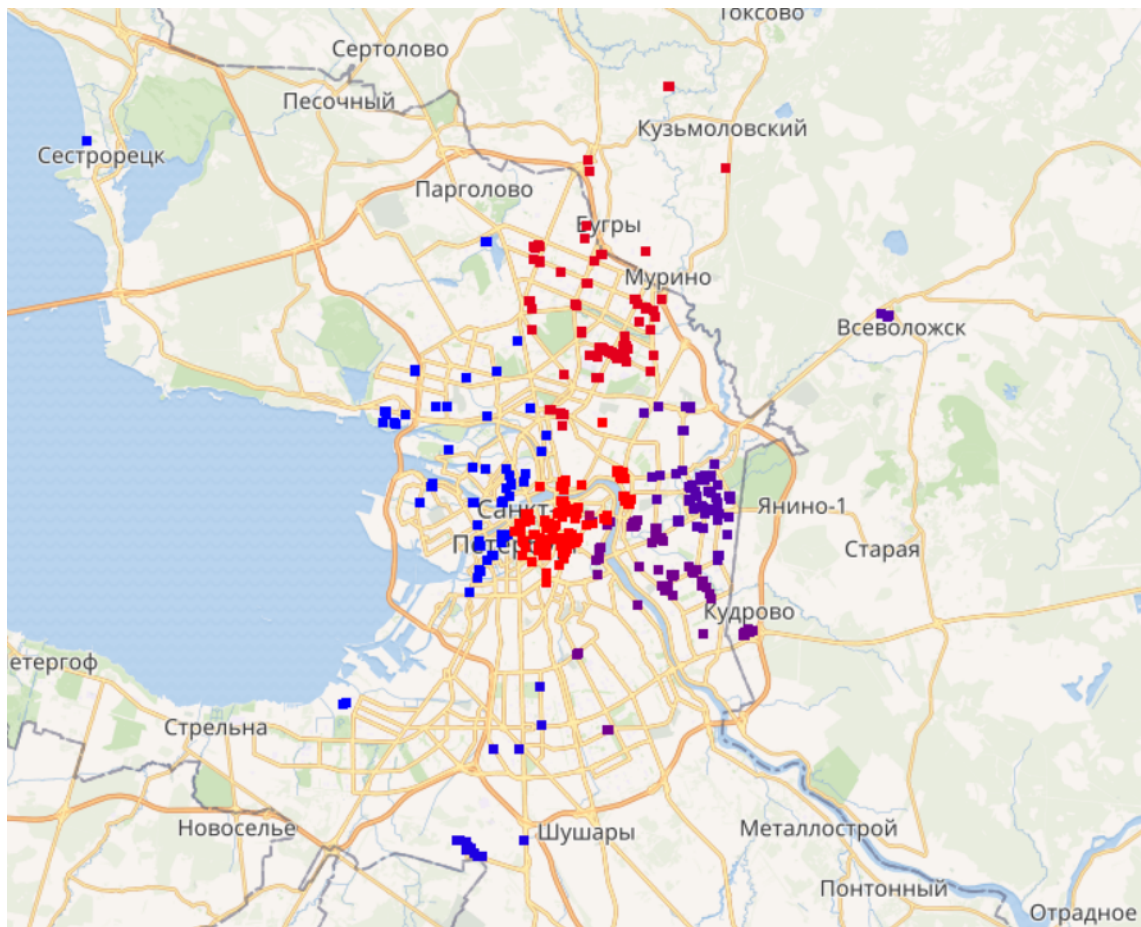 Токсово
Сертолово
Песочный
Кузьмоловский
Сестрорецк
Парголово
Бугры
Мурино
Всеволожск
Санкт-
Петербург
Янино-1
Старая
Кудрово
етергоф
Стрельна
Новоселье
Шушары
Металлострой
Понтонный
Отрадное